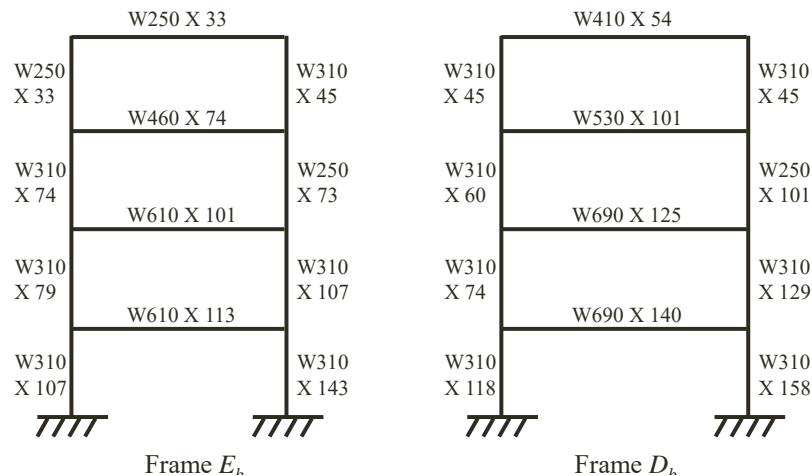 W250 X 33
W250
X 33
W310
X 45
W460 X 74
W310
X 74
W250
X 73
W610 X 101
W310
X 79
W310
X 107
W610 X 113
W310
X 107
W310
X 143
Frame E_b
W410 X 54
W310
X 45
W310
X 45
W530 X 101
W310
X 60
W250
X 101
W690 X 125
W310
X 74
W310
X 129
W690 X 140
W310
X 118
W310
X 158
Frame D_b